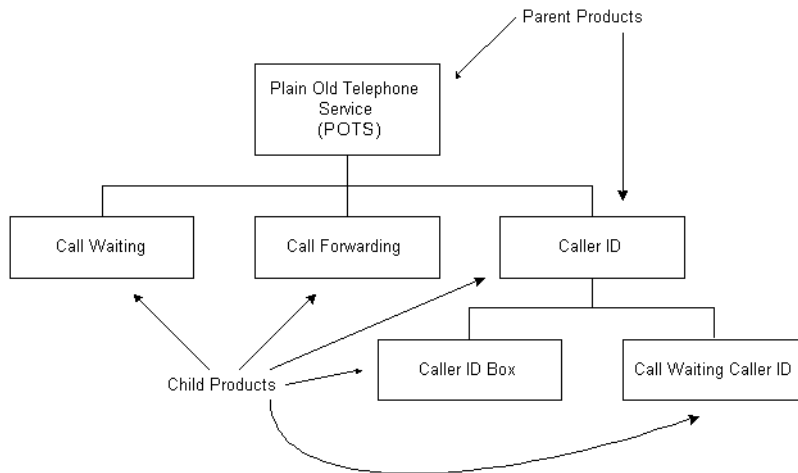 Parent Products
Plain Old Telephone
Service
(POTS)
Call Waiting
Call Forwarding
Caller ID
Caller ID Box
Call Waiting Caller ID
Child Products